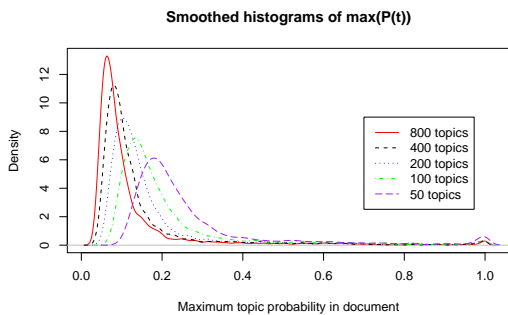 Smoothed histograms of max(P(t))
Density
12
10
8
6
4
2
0
800 topics
400 topics
200 topics
100 topics
50 topics
0.0 0.2 0.4 0.6 0.8 1.0
Maximum topic probability in document